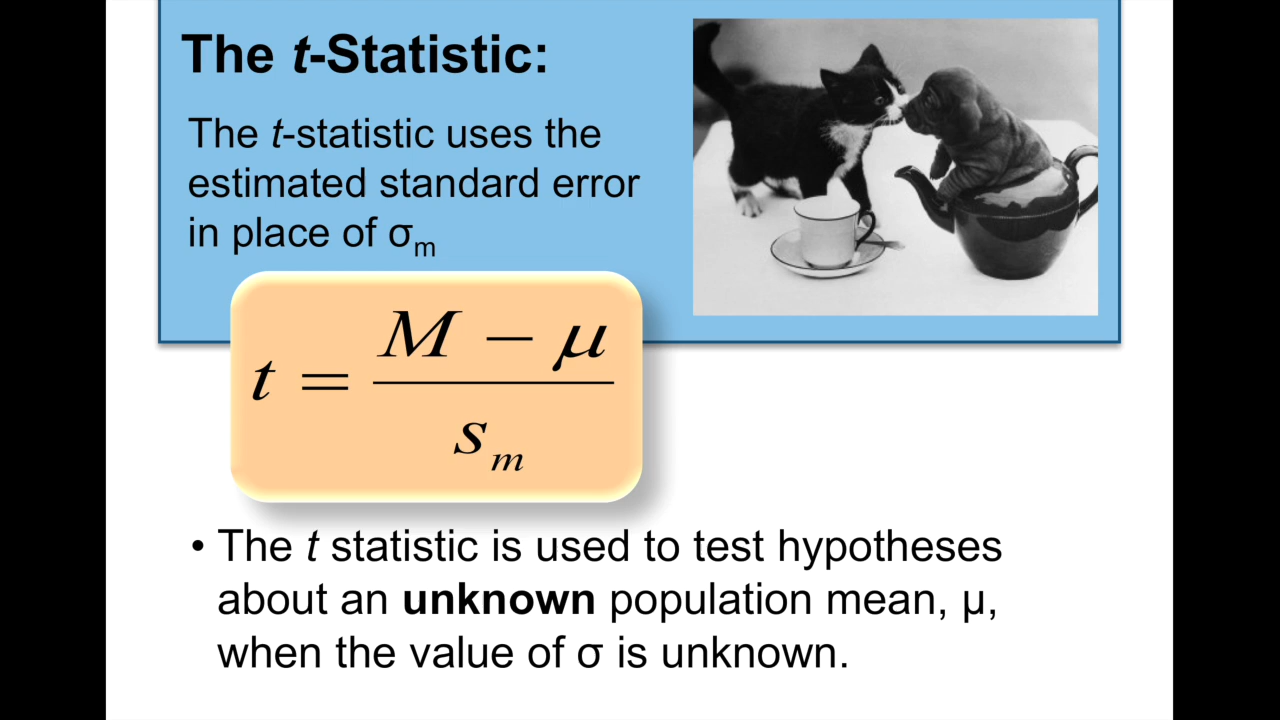 The t-Statistic:
The t-statistic uses the
estimated standard error
in place of σₘ
t = (M − μ) / sₘ
• The t statistic is used to test hypotheses
about an unknown population mean, μ,
when the value of σ is unknown.